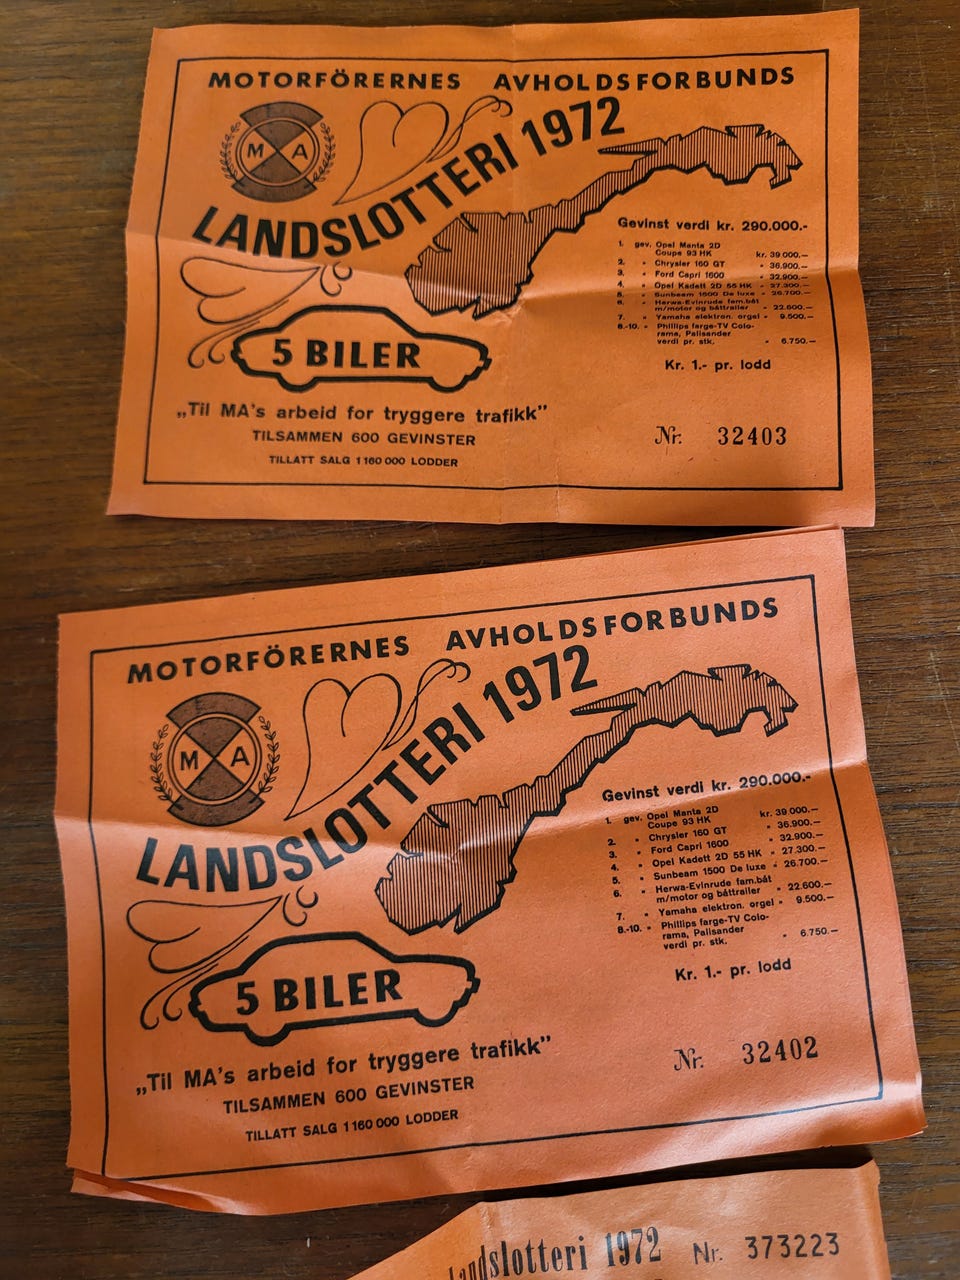 MOTORFÖRERNES AVHOLDSFORBUNDS
M A
LANDSLOTTERI 1972
Gevinst verdi kr. 290.000.-
1. gev. Opel Manta 2D
Coupe 93 HK kr. 39 000.—
2. " Chrysler 160 GT " 36.900.—
3. " Ford Capri 1600 " 32.900.—
4. " Opel Kadett 2D 55 HK " 27.300.—
5. " Sunbeam 1500 De luxe " 26.700.—
6. " Herwa-Evinrude fam.båt
m/motor og båttrailer " 22.600.—
7. " Yamaha elektron. orgel " 9.500.—
8.-10. " Phillips farge-TV Colo-
rama, Palisander
verdi pr. stk. " 6.750.—
Kr. 1.- pr. lodd
5 BILER
„Til MA's arbeid for tryggere trafikk”
TILSAMMEN 600 GEVINSTER
TILLATT SALG 1 160 000 LODDER
Nr. 32403
MOTORFÖRERNES AVHOLDSFORBUNDS
M A
LANDSLOTTERI 1972
Gevinst verdi kr. 290.000.-
1. gev. Opel Manta 2D
Coupe 93 HK kr. 39 000.—
2. " Chrysler 160 GT " 36.900.—
3. " Ford Capri 1600 " 32.900.—
4. " Opel Kadett 2D 55 HK " 27.300.—
5. " Sunbeam 1500 De luxe " 26.700.—
6. " Herwa-Evinrude fam.båt
m/motor og båttrailer " 22.600.—
7. " Yamaha elektron. orgel " 9.500.—
8.-10. " Phillips farge-TV Colo-
rama, Palisander
verdi pr. stk. " 6.750.—
Kr. 1.- pr. lodd
5 BILER
„Til MA's arbeid for tryggere trafikk”
TILSAMMEN 600 GEVINSTER
TILLATT SALG 1 160 000 LODDER
Nr. 32402
landslotteri 1972 Nr. 373223